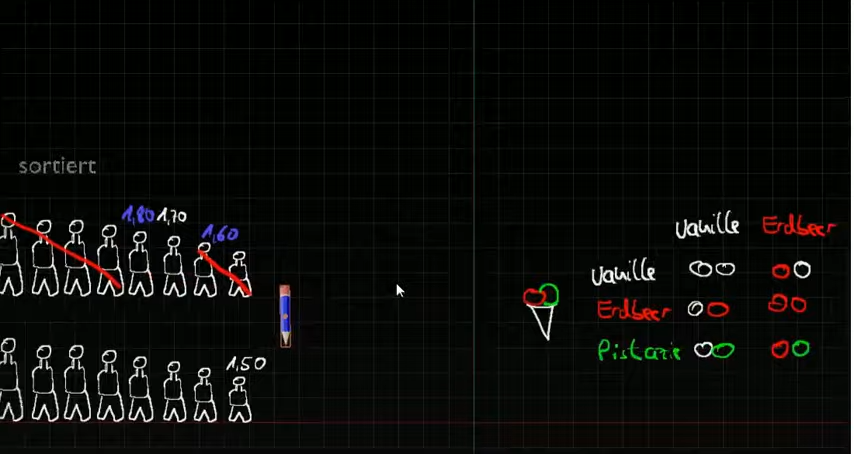 sortiert
1,80 1,70
1,60
1,50
Vanille Erdbeer
Vanille
Erdbeer
Pistazie